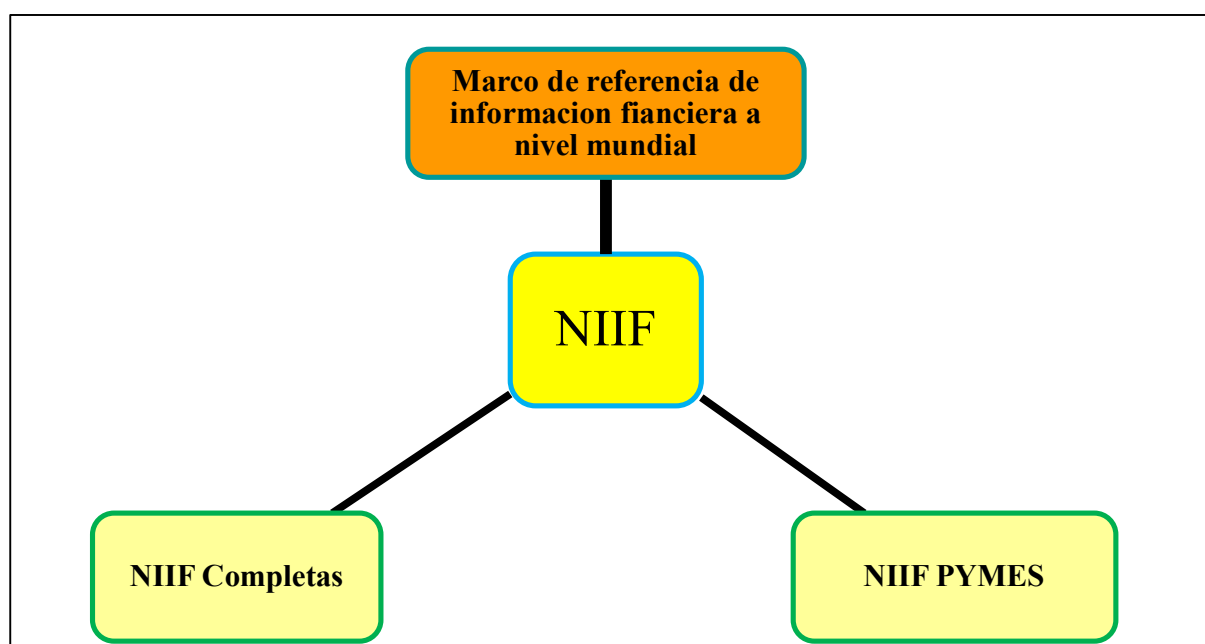 Marco de referencia de
informacion fianciera a
nivel mundial
NIIF
NIIF Completas
NIIF PYMES